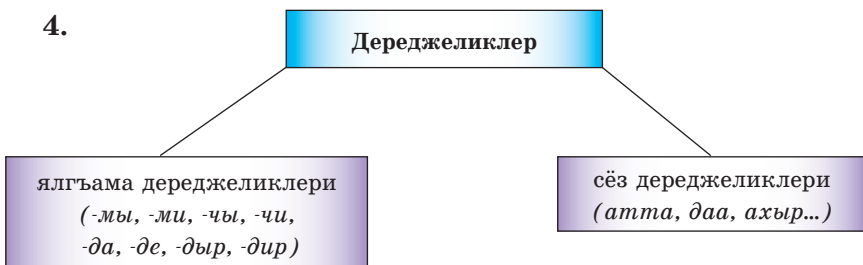 4.
Дереджеликлер
ялгъама дереджеликлери
(-мы, -ми, -чы, -чи,
-да, -де, -дыр, -дир)
сёз дереджеликлери
(атта, даа, ахыр...)